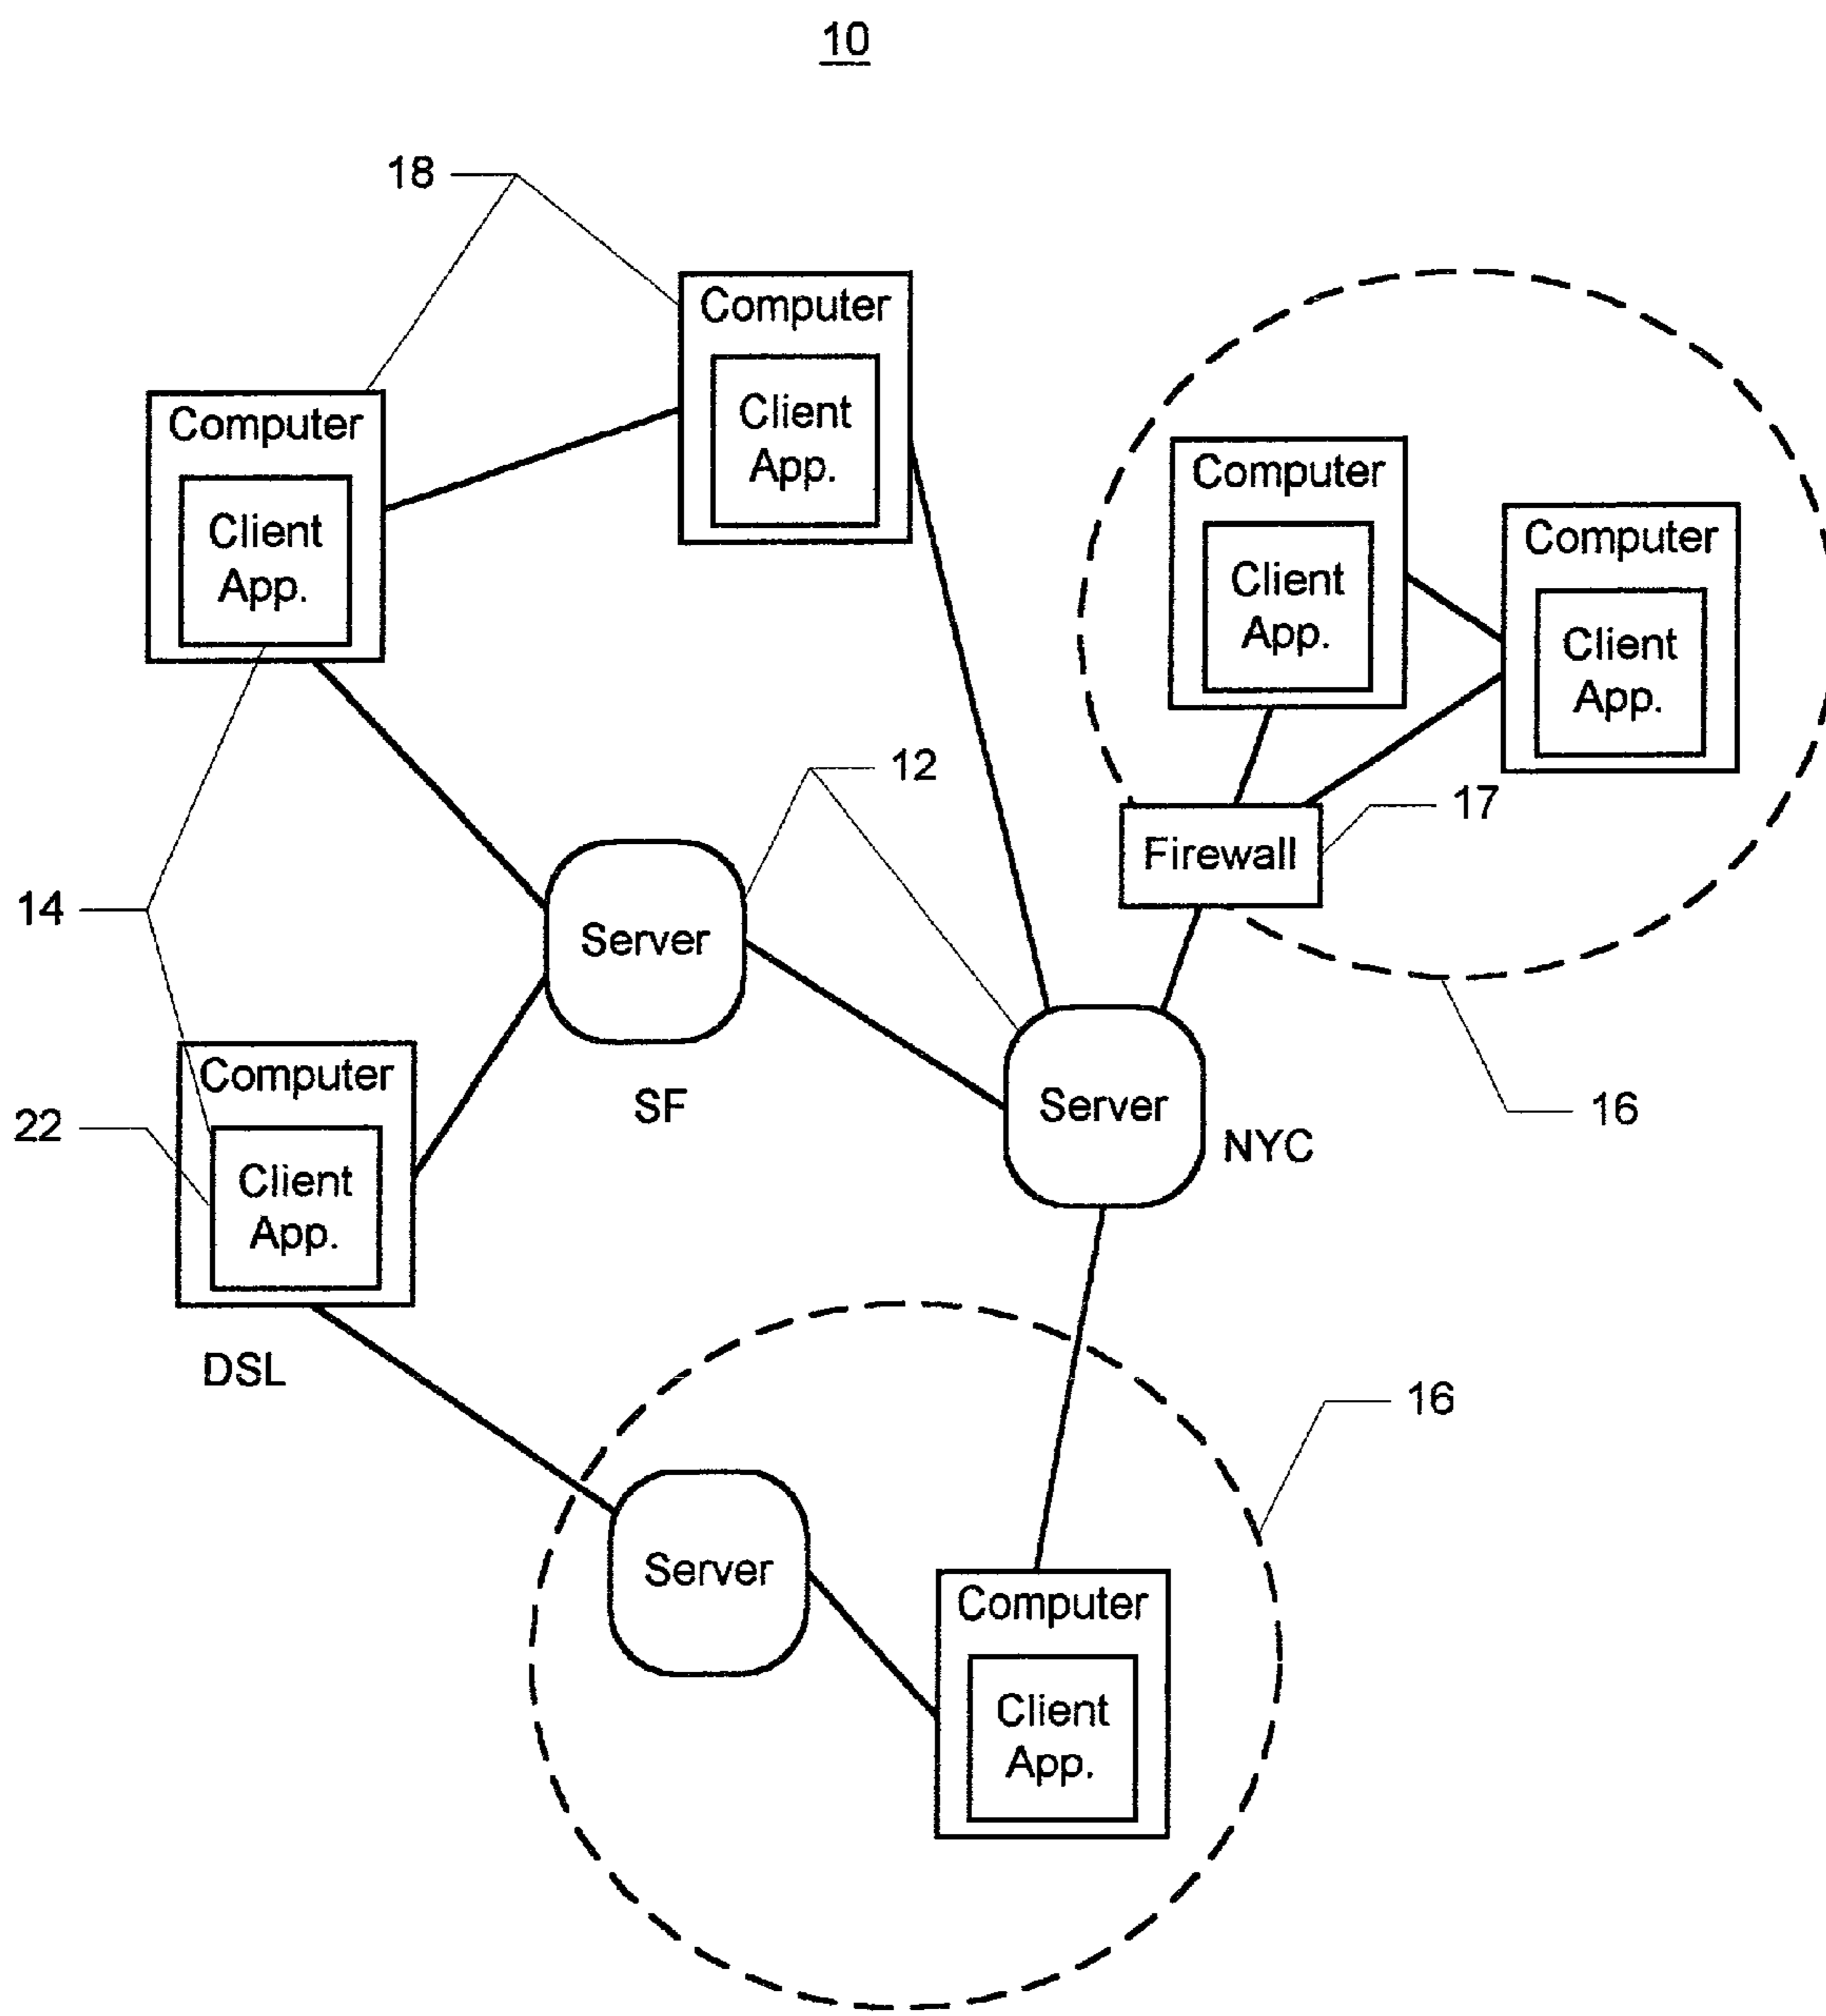 10
18
Computer
Client
App.
Computer
Client
App.
Computer
Client
App.
Computer
Client
App.
12
17
Firewall
14
Server
SF
Server
NYC
16
Computer
22
Client
App.
DSL
16
Server
Computer
Client
App.